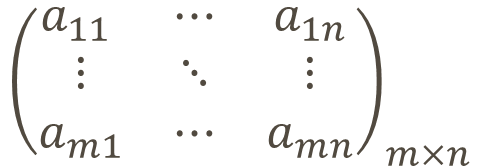 a₁₁ ⋯ a₁ₙ
⋮ ⋱ ⋮
aₘ₁ ⋯ aₘₙ
m×n